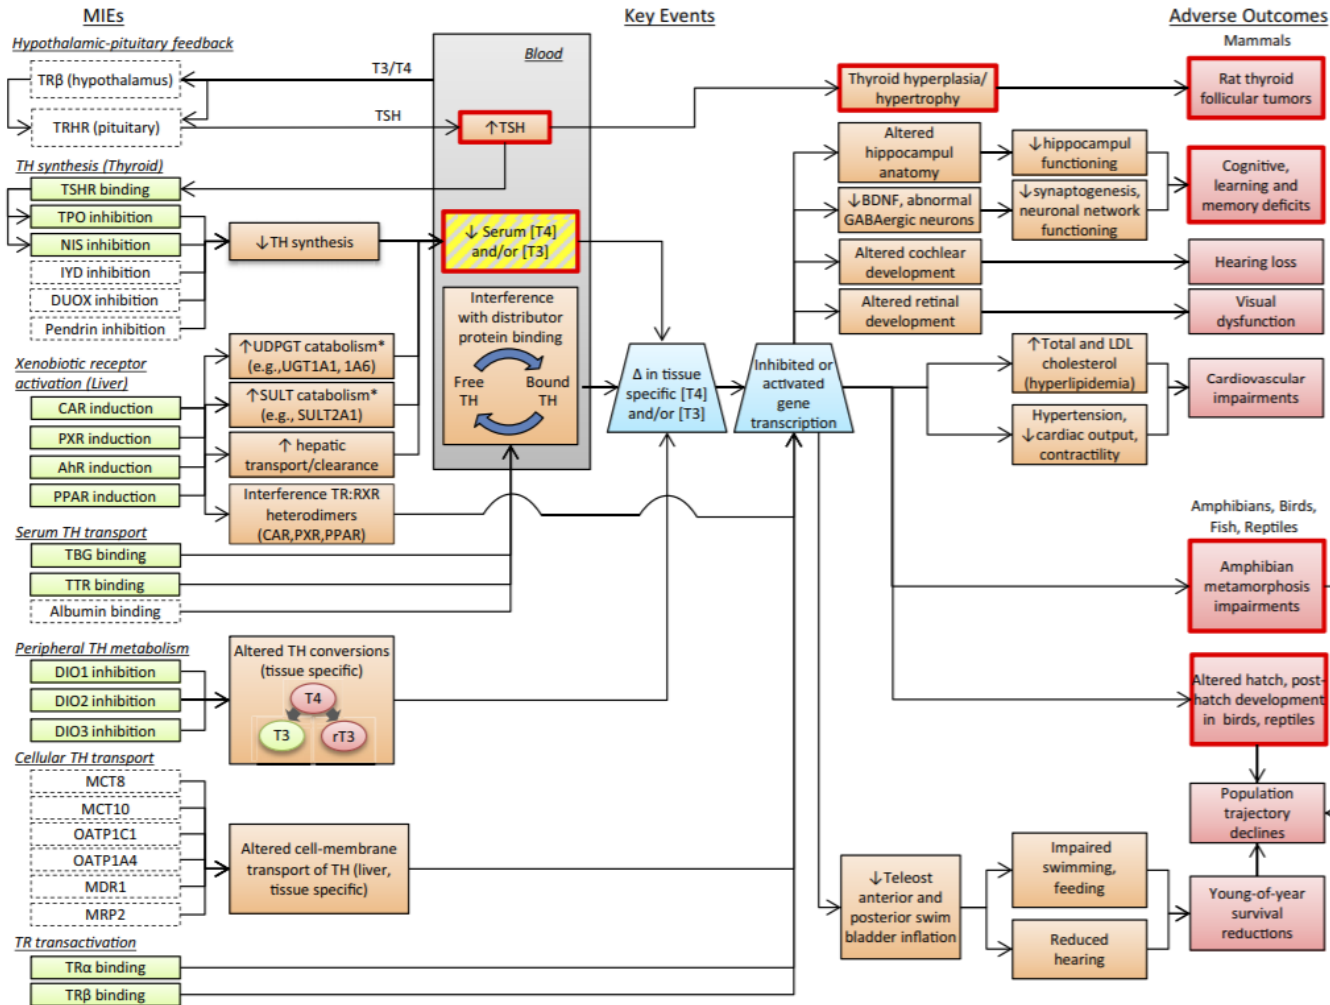 MIEs
Key Events
Adverse Outcomes
Hypothalamic-pituitary feedback
TRβ (hypothalamus)
TRHR (pituitary)
T3/T4
TSH
TH synthesis (Thyroid)
TSHR binding
TPO inhibition
NIS inhibition
IYD inhibition
DUOX inhibition
Pendrin inhibition
Xenobiotic receptor
activation (Liver)
CAR induction
PXR induction
AhR induction
PPAR induction
Serum TH transport
TBG binding
TTR binding
Albumin binding
Peripheral TH metabolism
DIO1 inhibition
DIO2 inhibition
DIO3 inhibition
Cellular TH transport
MCT8
MCT10
OATP1C1
OATP1A4
MDR1
MRP2
TR transactivation
TRα binding
TRβ binding
↓TH synthesis
↑UDPGT catabolism*
(e.g.,UGT1A1, 1A6)
↑SULT catabolism*
(e.g., SULT2A1)
↑ hepatic
transport/clearance
Interference TR:RXR
heterodimers
(CAR,PXR,PPAR)
Altered TH conversions
(tissue specific)
T4
T3
rT3
Altered cell-membrane
transport of TH (liver,
tissue specific)
Blood
↑TSH
↓ Serum [T4]
and/or [T3]
Interference
with distributor
protein binding
Free
TH
Bound
TH
Δ in tissue
specific [T4]
and/or [T3]
Inhibited or
activated
gene
transcription
Thyroid hyperplasia/
hypertrophy
Altered
hippocampul
anatomy
↓BDNF, abnormal
GABAergic neurons
Altered cochlear
development
Altered retinal
development
↓hippocampul
functioning
↓synaptogenesis,
neuronal network
functioning
↑Total and LDL
cholesterol
(hyperlipidemia)
Hypertension,
↓cardiac output,
contractility
↓Teleost
anterior and
posterior swim
bladder inflation
Impaired
swimming,
feeding
Reduced
hearing
Mammals
Rat thyroid
follicular tumors
Cognitive,
learning and
memory deficits
Hearing loss
Visual
dysfunction
Cardiovascular
impairments
Amphibians, Birds,
Fish, Reptiles
Amphibian
metamorphosis
impairments
Altered hatch, post-
hatch development
in birds, reptiles
Population
trajectory
declines
Young-of-year
survival
reductions